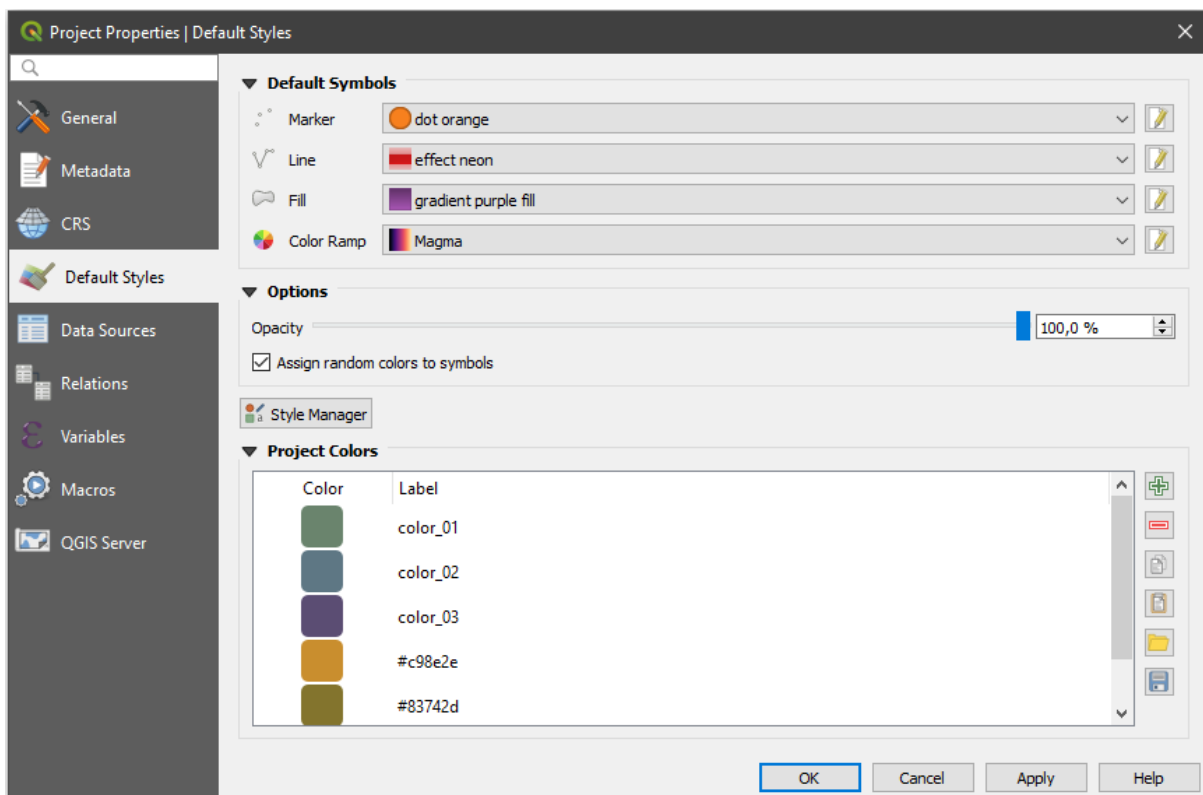 Project Properties | Default Styles
General
Metadata
CRS
Default Styles
Data Sources
Relations
Variables
Macros
QGIS Server
Default Symbols
Marker dot orange
Line effect neon
Fill gradient purple fill
Color Ramp Magma
Options
Opacity 100,0 %
Assign random colors to symbols
Style Manager
Project Colors
Color Label
color_01
color_02
color_03
#c98e2e
#83742d
OK Cancel Apply Help